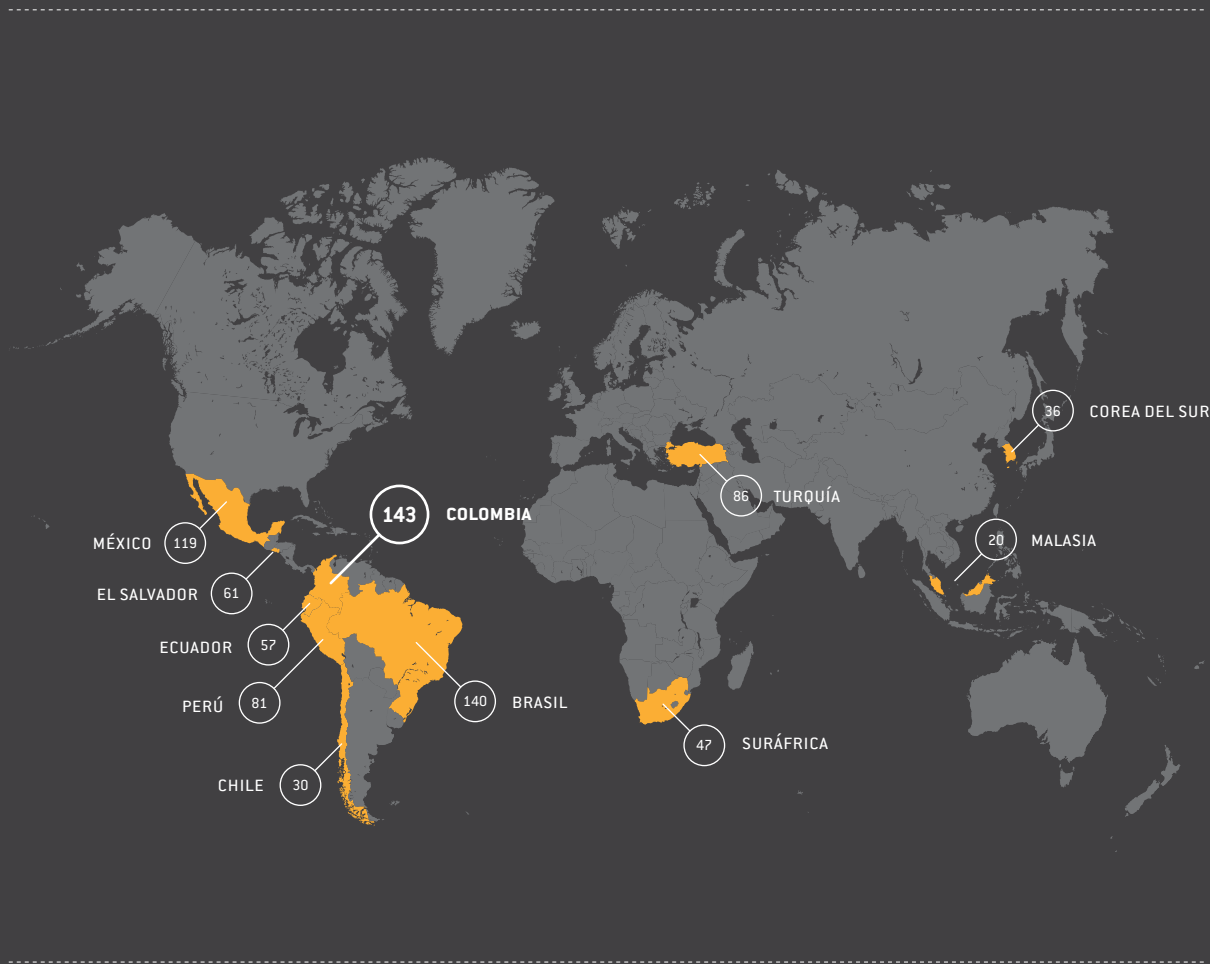 36 COREA DEL SUR
86 TURQUÍA
143 COLOMBIA
MÉXICO 119
20 MALASIA
EL SALVADOR 61
ECUADOR 57
PERÚ 81
140 BRASIL
47 SURÁFRICA
CHILE 30